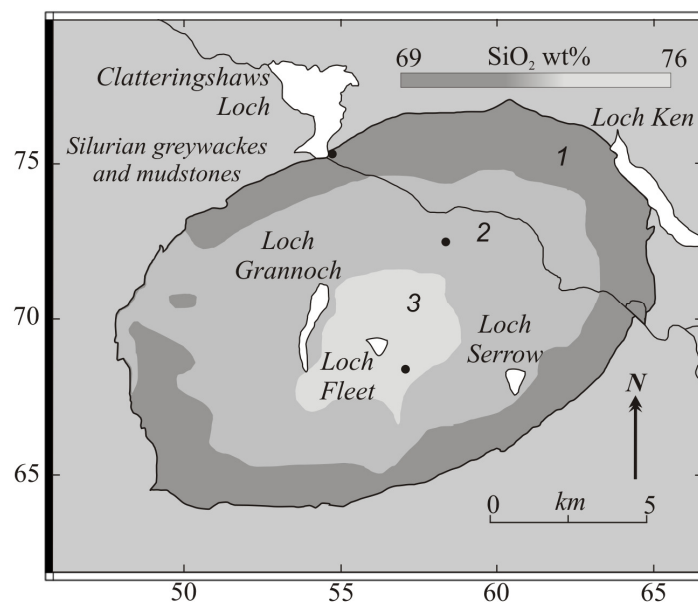 69 SiO₂ wt% 76
Clatteringshaws
Loch
Loch Ken
Silurian greywackes
and mudstones
1
75
2
Loch
Grannoch
3
70
Loch
Serrow
Loch
Fleet
N
65
0 km 5
50 55 60 65